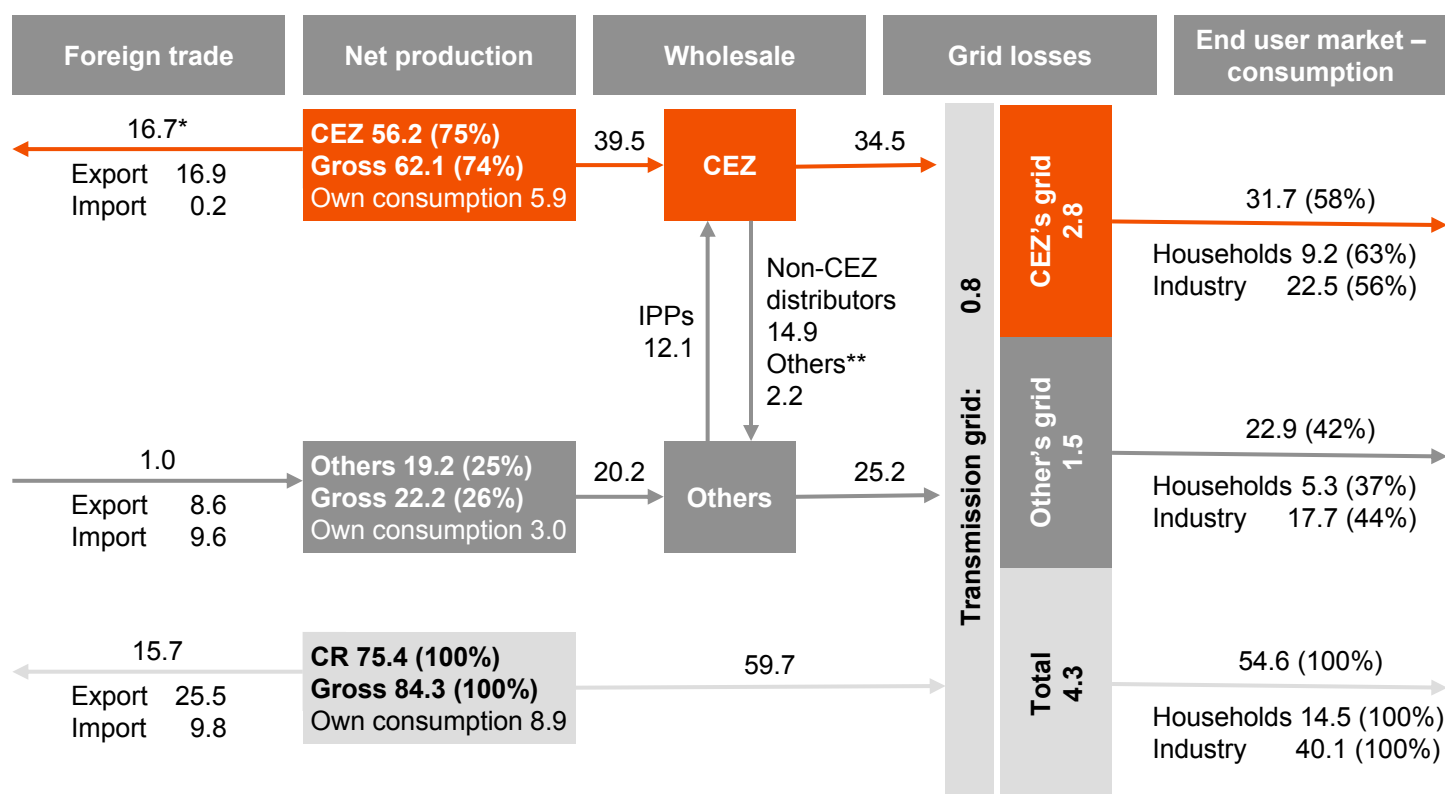 Foreign trade
Net production
Wholesale
Grid losses
End user market –
consumption
16.7*
Export 16.9
Import 0.2
CEZ 56.2 (75%)
Gross 62.1 (74%)
Own consumption 5.9
39.5
CEZ
34.5
CEZ's grid
2.8
31.7 (58%)
Households 9.2 (63%)
Industry 22.5 (56%)
IPPs
12.1
Non-CEZ
distributors
14.9
Others**
2.2
Transmission grid: 0.8
1.0
Export 8.6
Import 9.6
Others 19.2 (25%)
Gross 22.2 (26%)
Own consumption 3.0
20.2
Others
25.2
Other's grid
1.5
22.9 (42%)
Households 5.3 (37%)
Industry 17.7 (44%)
15.7
Export 25.5
Import 9.8
CR 75.4 (100%)
Gross 84.3 (100%)
Own consumption 8.9
59.7
Total
4.3
54.6 (100%)
Households 14.5 (100%)
Industry 40.1 (100%)